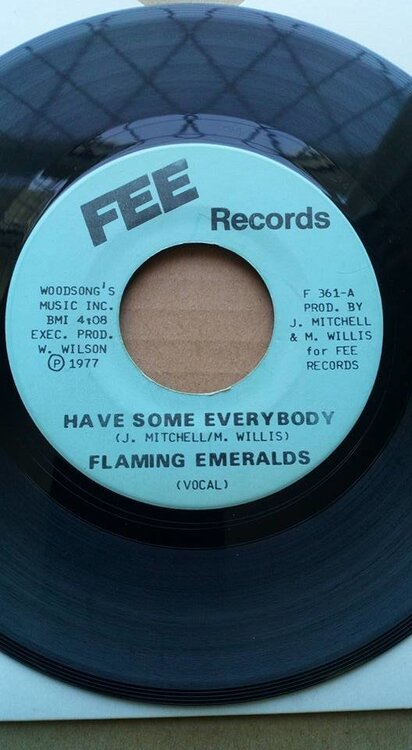 FEE Records
WOODSONG'S
MUSIC INC.
BMI 4:08
EXEC. PROD.
W. WILSON
Ⓟ 1977
F 361-A
PROD. BY
J. MITCHELL
& M. WILLIS
for FEE
RECORDS
HAVE SOME EVERYBODY
(J. MITCHELL/M. WILLIS)
FLAMING EMERALDS
(VOCAL)